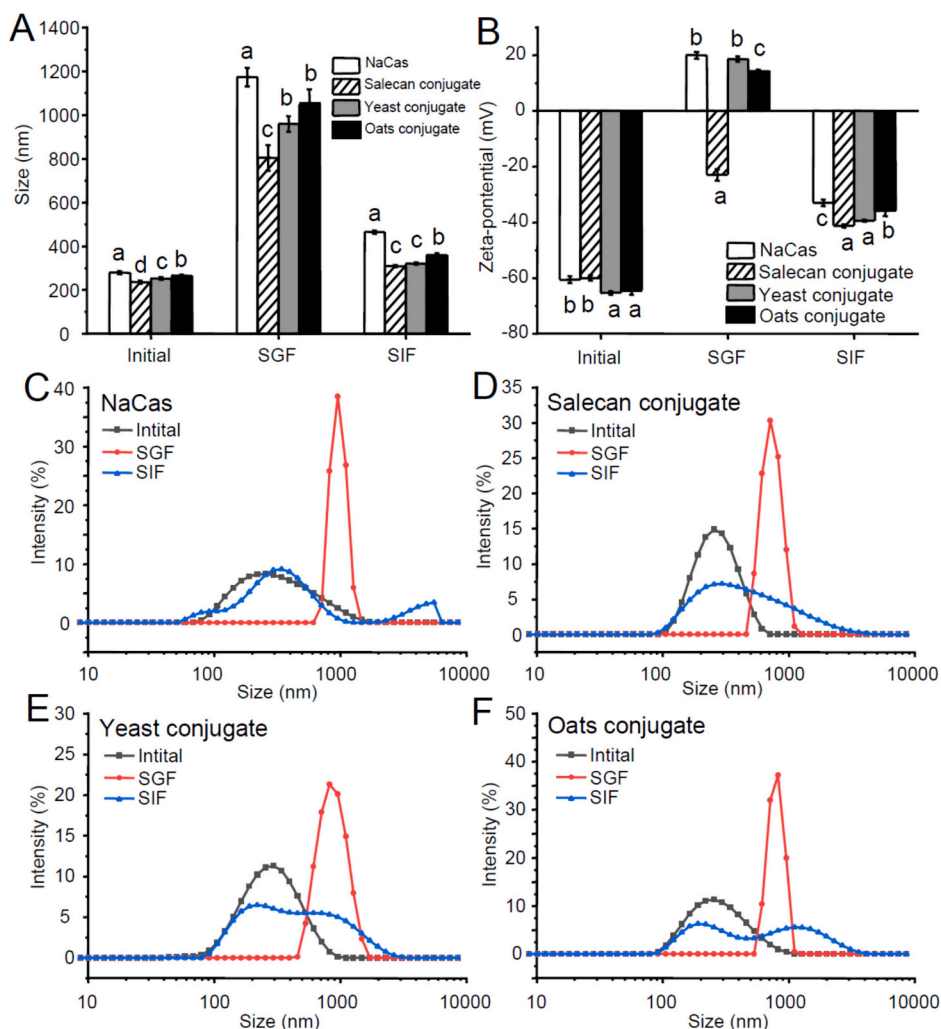 A
Size (nm)
1400
1200
1000
800
600
400
200
0
NaCas
Salecan conjugate
Yeast conjugate
Oats conjugate
a d c b
a c b b
a c c b
Initial SGF SIF
B
Zeta-pontential (mV)
20
0
-20
-40
-60
-80
b b a a
b a b c
c a a b
NaCas
Salecan conjugate
Yeast conjugate
Oats conjugate
Initial SGF SIF
C
NaCas
Intital
SGF
SIF
Intensity (%)
40
30
20
10
0
10 100 1000 10000
Size (nm)
D
Salecan conjugate
Intital
SGF
SIF
Intensity (%)
35
30
25
20
15
10
5
0
10 100 1000 10000
Size (nm)
E
Yeast conjugate
Intital
SGF
SIF
Intensity (%)
30
25
20
15
10
5
0
10 100 1000 10000
Size (nm)
F
Oats conjugate
Intital
SGF
SIF
Intensity (%)
50
40
30
20
10
0
10 100 1000 10000
Size (nm)